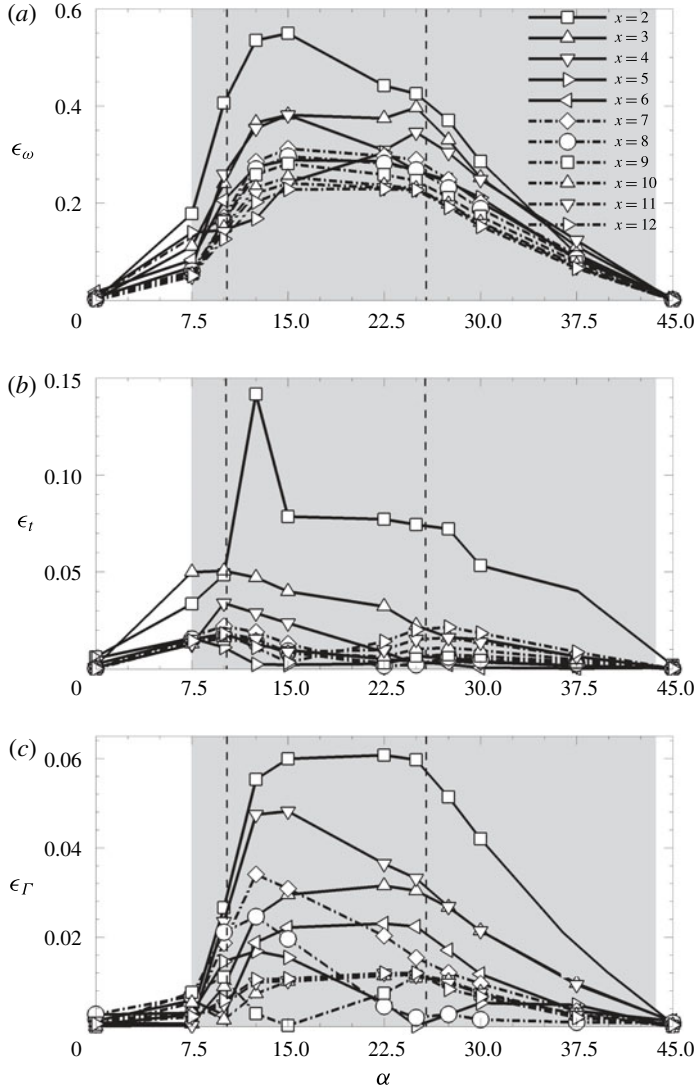 (a)
0.6
0.4
ϵω
0.2
0 7.5 15.0 22.5 30.0 37.5 45.0
x = 2
x = 3
x = 4
x = 5
x = 6
x = 7
x = 8
x = 9
x = 10
x = 11
x = 12
(b)
0.15
0.10
ϵt
0.05
0 7.5 15.0 22.5 30.0 37.5 45.0
(c)
0.06
0.04
ϵΓ
0.02
0 7.5 15.0 22.5 30.0 37.5 45.0
α